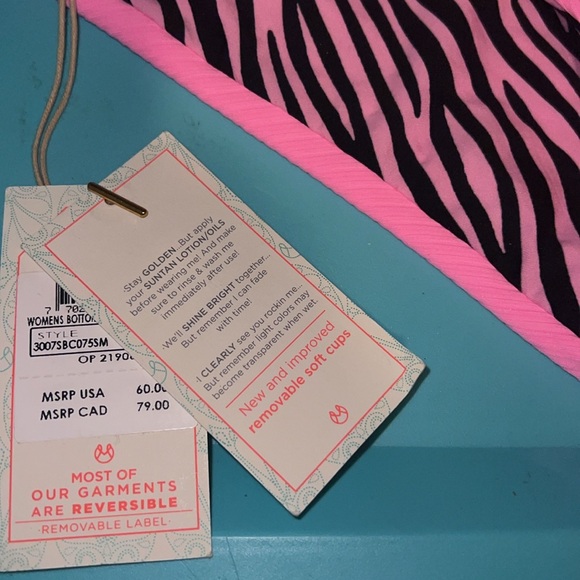 7 702
WOMENS BOTTO
STYLE
3007SBC075SM
OP 2190
MSRP USA 60.00
MSRP CAD 79.00
MOST OF
OUR GARMENTS
ARE REVERSIBLE
·REMOVABLE LABEL·
·Stay GOLDEN...But apply
your SUNTAN LOTION/OILS
before wearing me! And make
sure to rinse & wash me
immediately after use!
·We'll SHINE BRIGHT together...
But remember I can fade
with time!
·I CLEARLY see you rockin me...
But remember light colors may
become transparent when wet.
New and improved
removable soft cups